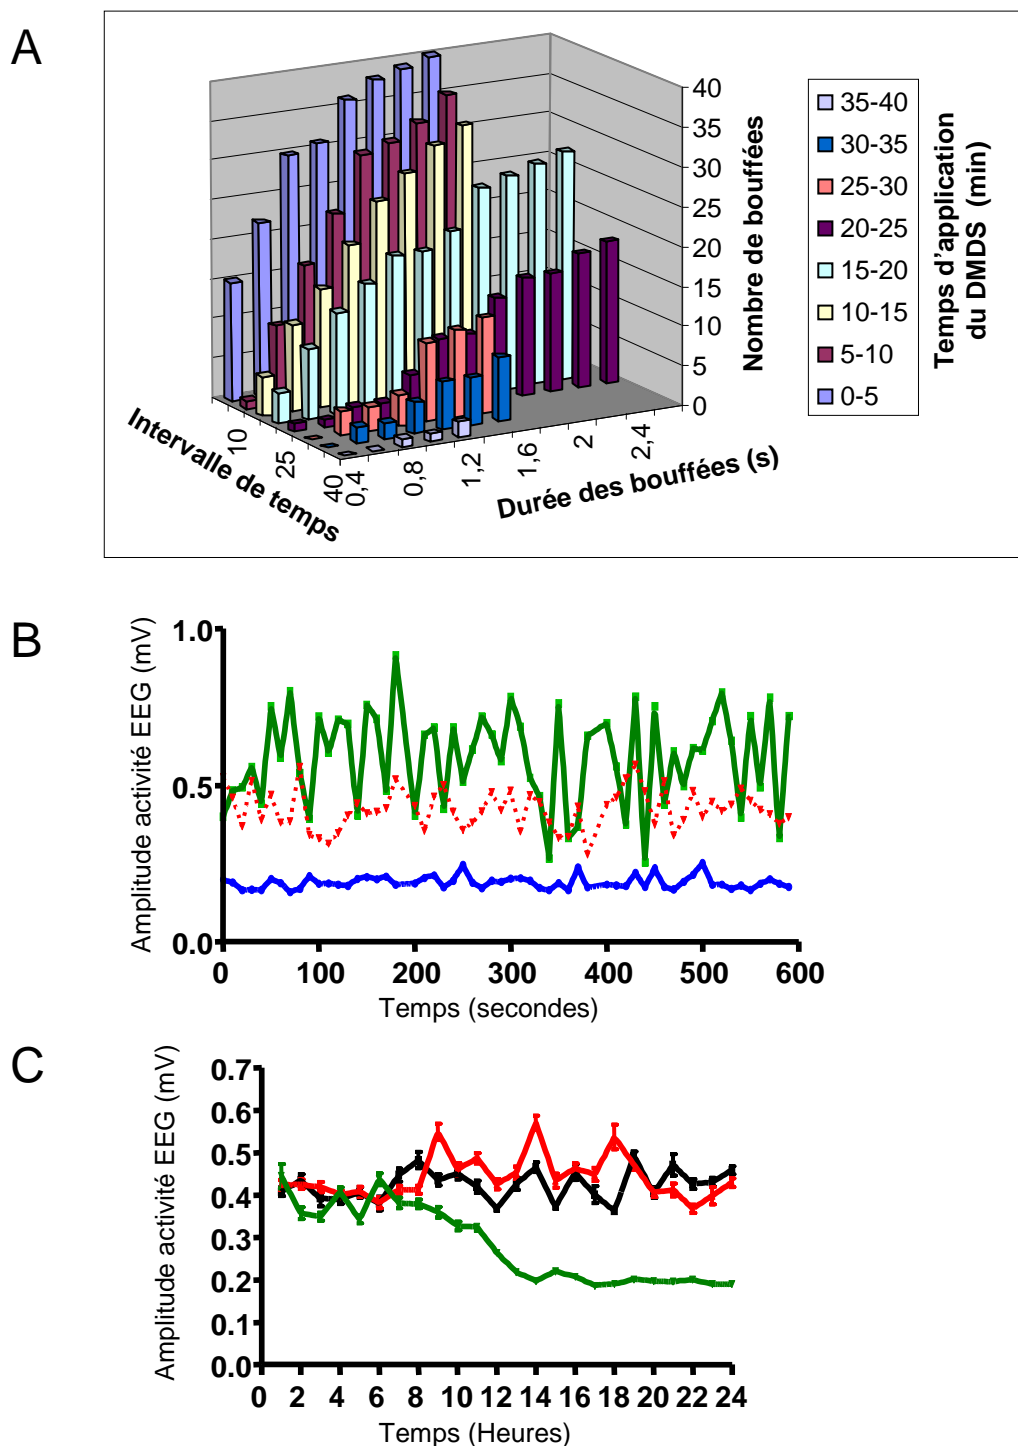 A
40
35
30
25
20
15
10
5
0
Nombre de bouffées
10
25
40
Intervalle de temps
0,4
0,8
1,2
1,6
2
2,4
Durée des bouffées (s)
35-40
30-35
25-30
20-25
15-20
10-15
5-10
0-5
Temps d’application
du DMDS (min)
B
1.0
0.5
0.0
Amplitude activité EEG (mV)
0 100 200 300 400 500 600
Temps (secondes)
C
0.7
0.6
0.5
0.4
0.3
0.2
0.1
0.0
Amplitude activité EEG (mV)
0 2 4 6 8 10 12 14 16 18 20 22 24
Temps (Heures)